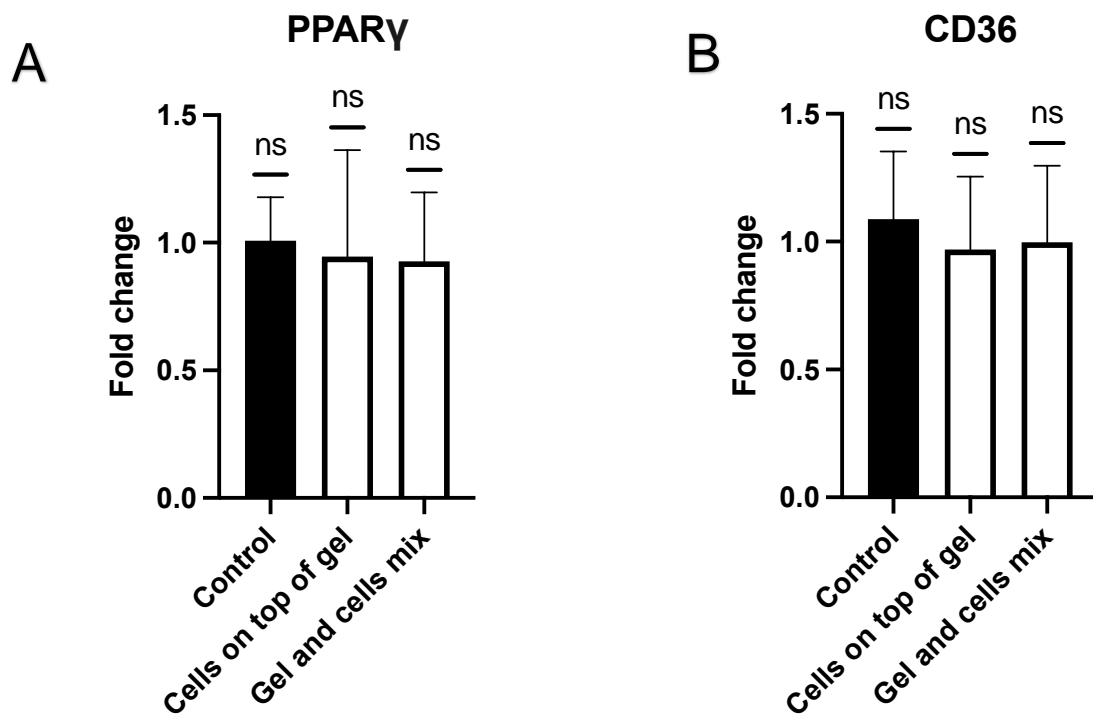 A
PPARγ
ns
ns
ns
1.5
1.0
0.5
0.0
Fold change
Control
Cells on top of gel
Gel and cells mix
B
CD36
ns
ns
ns
1.5
1.0
0.5
0.0
Fold change
Control
Cells on top of gel
Gel and cells mix